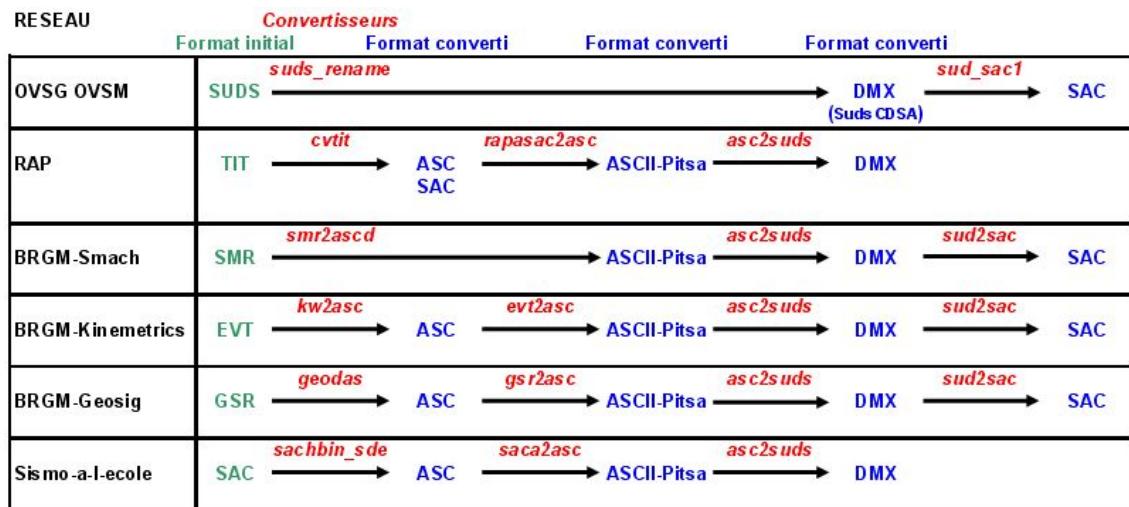 RESEAU Convertisseurs
Format initial Format converti Format converti Format converti
suds_rename sud_sac1
OVSG OVSM SUDS DMX SAC
(Suds CDSA)
cvtit rapasac2asc asc2suds
RAP TIT ASC ASCII-Pitsa DMX
SAC
smr2ascd asc2suds sud2sac
BRGM-Smach SMR ASCII-Pitsa DMX SAC
kw2asc evt2asc asc2suds sud2sac
BRGM-Kinemetrics EVT ASC ASCII-Pitsa DMX SAC
geodas gsr2asc asc2suds sud2sac
BRGM-Geosig GSR ASC ASCII-Pitsa DMX SAC
sachbin_sde saca2asc asc2suds
Sismo-a-l-ecole SAC ASC ASCII-Pitsa DMX